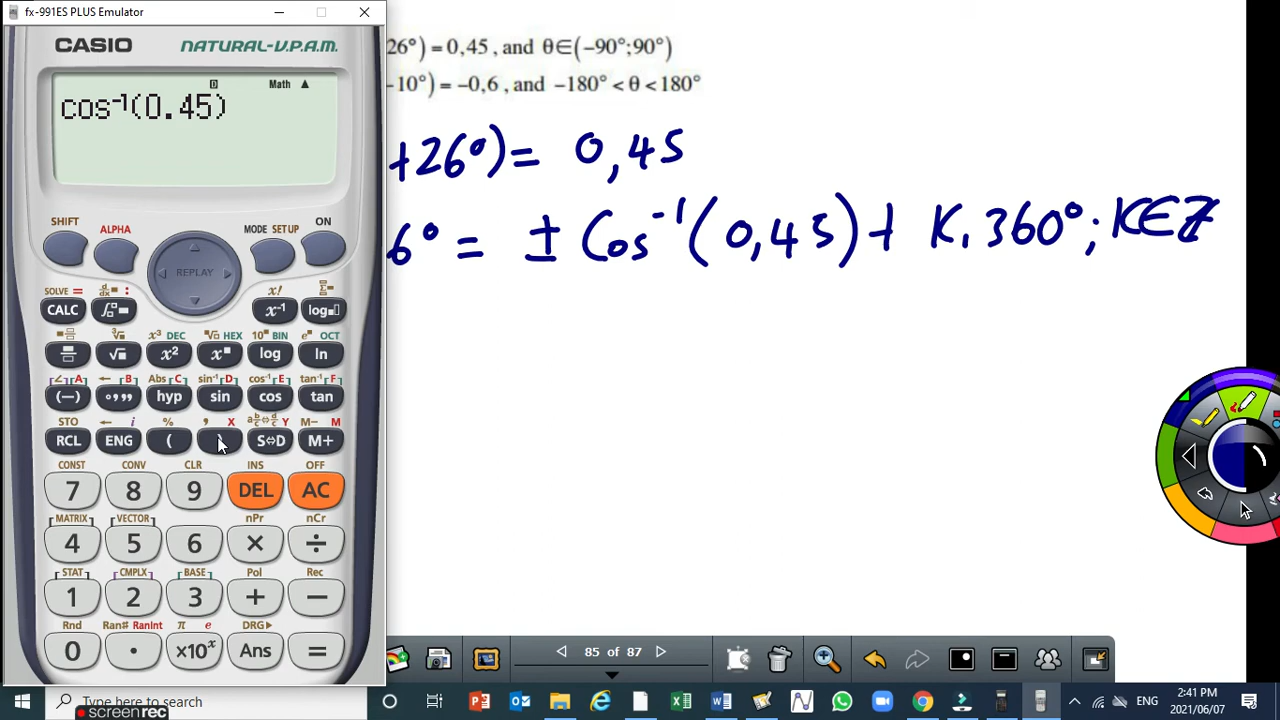 fx-991ES PLUS Emulator
CASIO NATURAL-V.P.A.M.
D Math ▲
cos⁻¹(0.45)
SHIFT ALPHA MODE SETUP ON
REPLAY
SOLVE = d/dx : x! Σ
CALC ∫ x⁻¹ log
x³ DEC HEX 10■ BIN e■ OCT
√■ x² x■ log ln
∠ [A] ← [B] Abs [C] sin⁻¹ [D] cos⁻¹ [E] tan⁻¹ [F]
(−) °,,, hyp sin cos tan
STO ← i % , X a b/c⇔d/c Y M− M
RCL ENG ( ) S⇔D M+
CONST CONV CLR INS OFF
7 8 9 DEL AC
[MATRIX] [VECTOR] nPr nCr
4 5 6 × ÷
[STAT] [CMPLX] [BASE] Pol Rec
1 2 3 + −
Rnd Ran# RanInt π e DRG▶
0 · ×10ˣ Ans =
26°) = 0,45 , and θ∈(−90°;90°)
−10°) = −0,6 , and −180° < θ < 180°
+26°) = 0,45
6° = ± Cos⁻¹(0,45) + K.360° ; K∈Z
85 of 87
Type here to search
ENG
2:41 PM
2021/06/07
screenrec